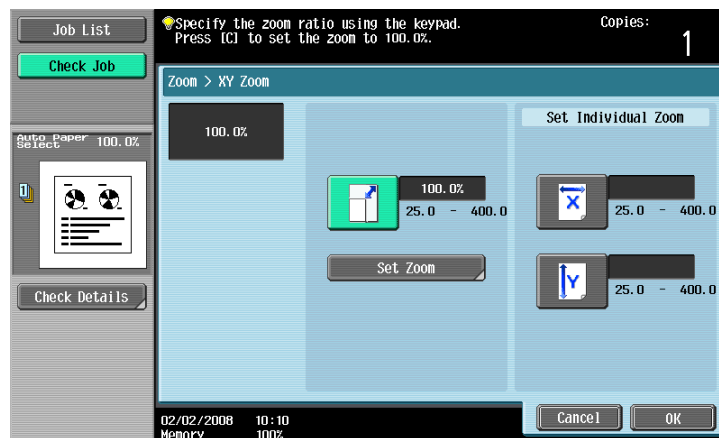 Job List
Check Job
Specify the zoom ratio using the keypad.
Press [C] to set the zoom to 100.0%.
Copies:
1
Zoom > XY Zoom
Auto Paper
Select
100.0%
Check Details
100.0%
100.0%
25.0 - 400.0
Set Zoom
Set Individual Zoom
X
25.0 - 400.0
Y
25.0 - 400.0
02/02/2008 10:10
Memory 100%
Cancel
OK